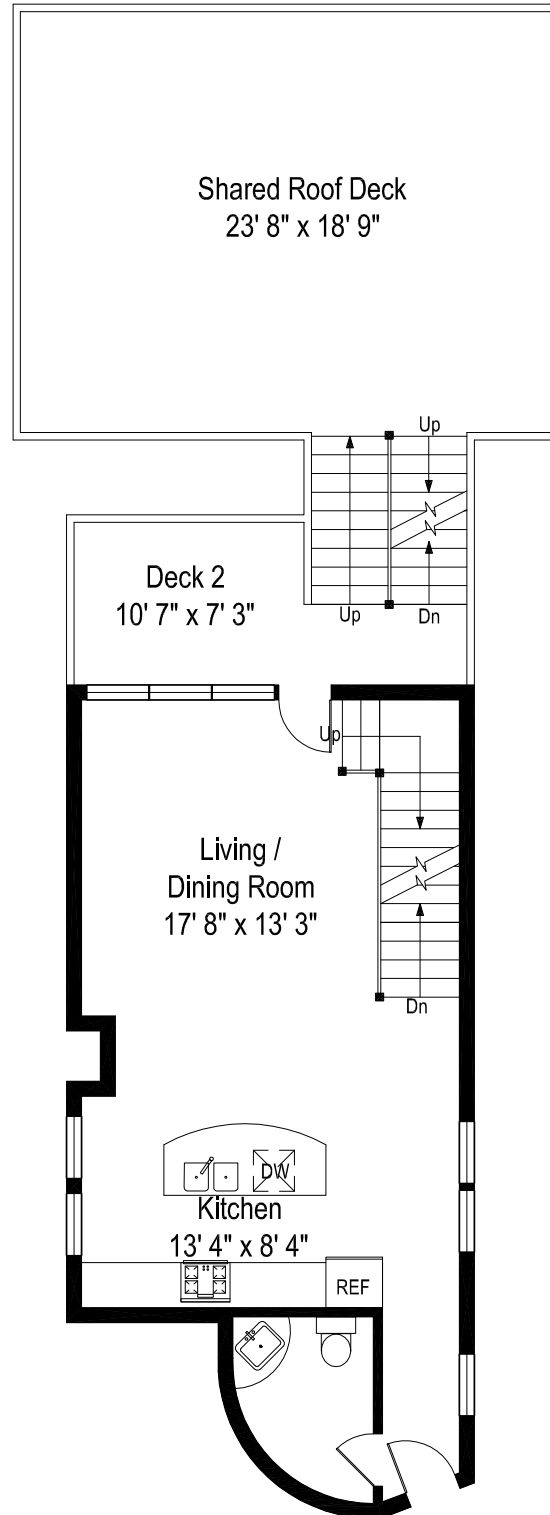 Shared Roof Deck
23' 8" x 18' 9"
Up
Deck 2
10' 7" x 7' 3"
Up
Dn
Up
Living /
Dining Room
17' 8" x 13' 3"
Dn
DW
Kitchen
13' 4" x 8' 4"
REF